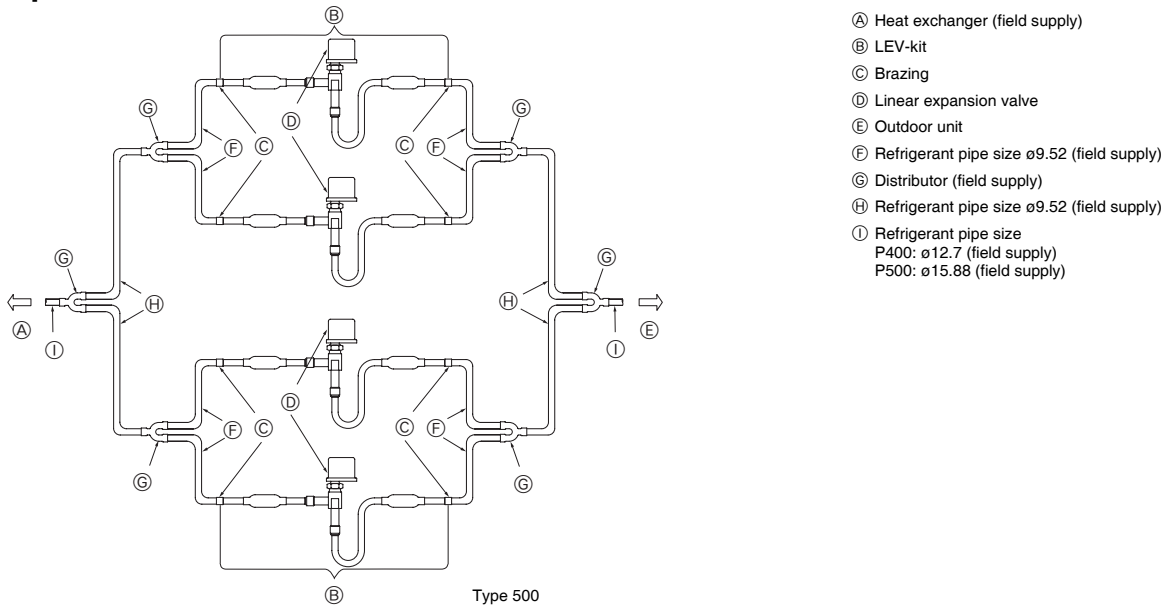 Ⓑ
Ⓓ
Ⓖ
Ⓕ
Ⓒ
Ⓒ
Ⓕ
Ⓖ
Ⓖ
Ⓗ
Ⓐ
Ⓘ
Ⓖ
Ⓗ
Ⓔ
Ⓘ
Ⓓ
Ⓓ
Ⓕ
Ⓒ
Ⓒ
Ⓕ
Ⓖ
Ⓖ
Ⓑ
Type 500
Ⓐ Heat exchanger (field supply)
Ⓑ LEV-kit
Ⓒ Brazing
Ⓓ Linear expansion valve
Ⓔ Outdoor unit
Ⓕ Refrigerant pipe size ø9.52 (field supply)
Ⓖ Distributor (field supply)
Ⓗ Refrigerant pipe size ø9.52 (field supply)
Ⓘ Refrigerant pipe size
P400: ø12.7 (field supply)
P500: ø15.88 (field supply)